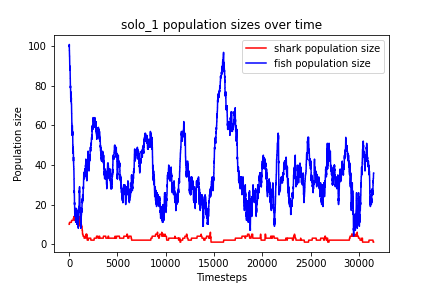 solo_1 population sizes over time
shark population size
fish population size
Population size
100
80
60
40
20
0
0 5000 10000 15000 20000 25000 30000
Timesteps